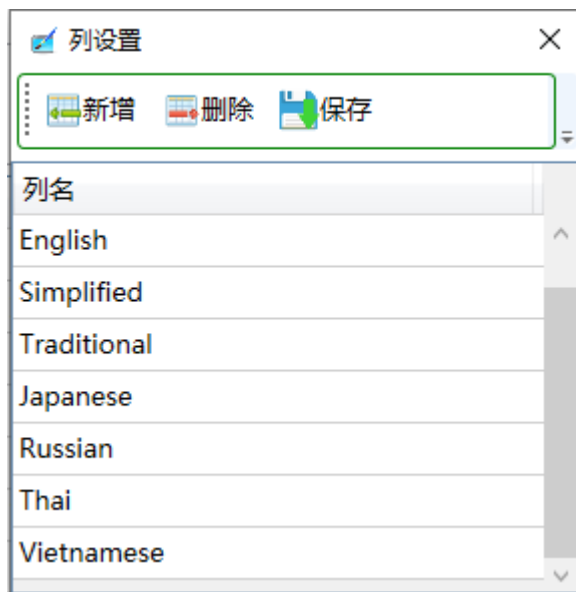 列设置
新增 删除 保存
列名
English
Simplified
Traditional
Japanese
Russian
Thai
Vietnamese